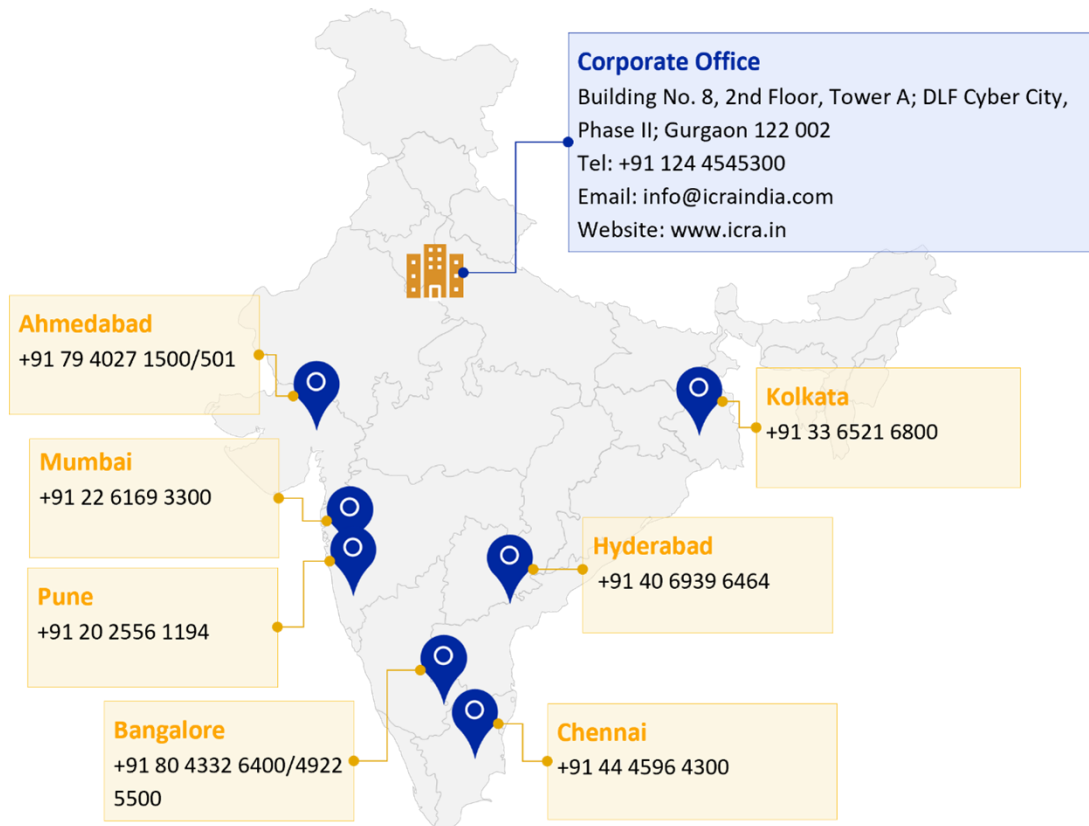 Corporate Office
Building No. 8, 2nd Floor, Tower A; DLF Cyber City,
Phase II; Gurgaon 122 002
Tel: +91 124 4545300
Email: info@icraindia.com
Website: www.icra.in
Ahmedabad
+91 79 4027 1500/501
Kolkata
+91 33 6521 6800
Mumbai
+91 22 6169 3300
Hyderabad
+91 40 6939 6464
Pune
+91 20 2556 1194
Bangalore
+91 80 4332 6400/4922
5500
Chennai
+91 44 4596 4300